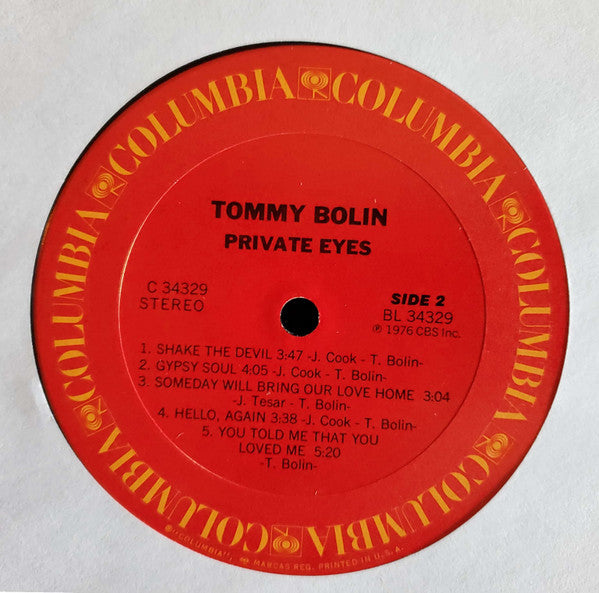 COLUMBIA COLUMBIA COLUMBIA COLUMBIA COLUMBIA COLUMBIA COLUMBIA COLUMBIA
TOMMY BOLIN
PRIVATE EYES
C 34329
STEREO
SIDE 2
BL 34329
℗ 1976 CBS Inc.
1. SHAKE THE DEVIL 3:47 -J. Cook - T. Bolin-
2. GYPSY SOUL 4:05 -J. Cook - T. Bolin-
3. SOMEDAY WILL BRING OUR LOVE HOME 3:04
-J. Tesar - T. Bolin-
4. HELLO, AGAIN 3:38 -J. Cook - T. Bolin-
5. YOU TOLD ME THAT YOU
LOVED ME 5:20
-T. Bolin-
"COLUMBIA", MARCAS REG. PRINTED IN U.S.A.